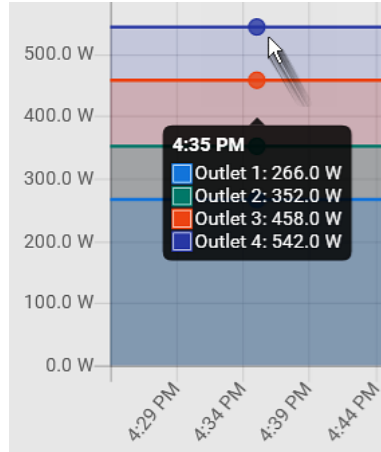 500.0 W
400.0 W
300.0 W
200.0 W
100.0 W
0.0 W
4:35 PM
Outlet 1: 266.0 W
Outlet 2: 352.0 W
Outlet 3: 458.0 W
Outlet 4: 542.0 W
4:29 PM
4:34 PM
4:39 PM
4:44 PM